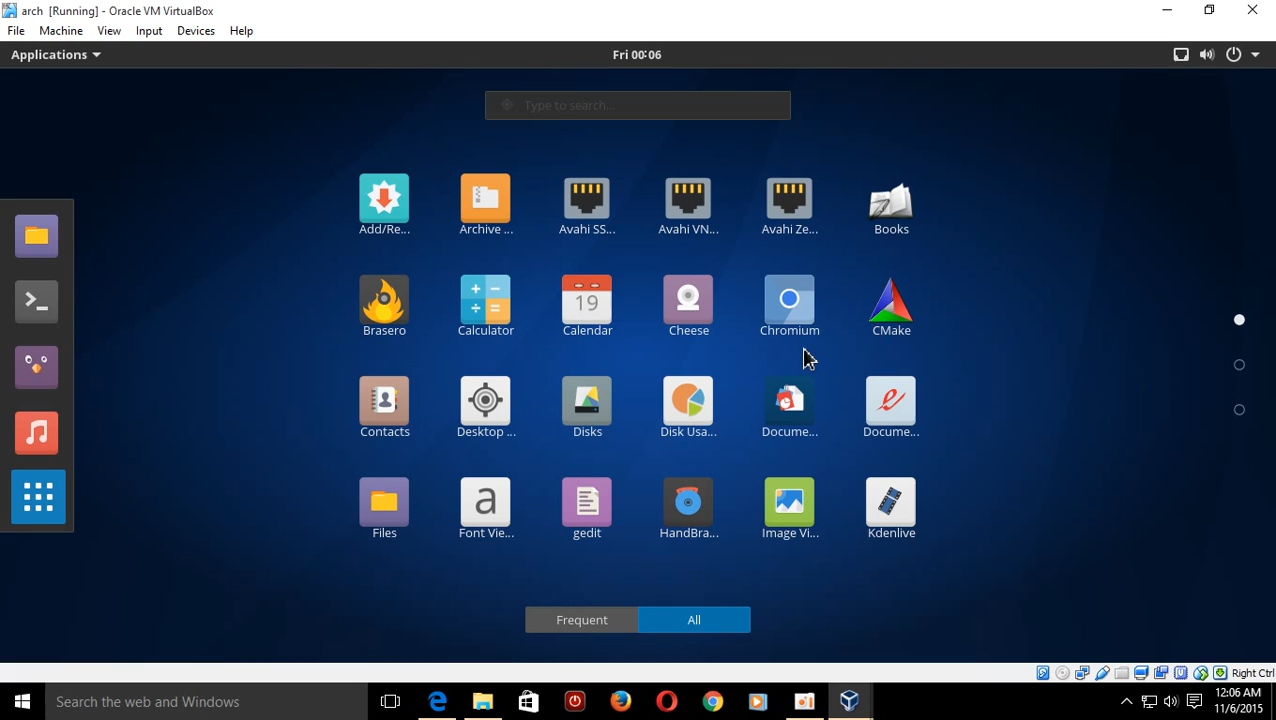 arch [Running] - Oracle VM VirtualBox
File Machine View Input Devices Help
Applications
Fri 00:06
Type to search...
Add/Re... Archive ... Avahi SS... Avahi VN... Avahi Ze... Books
Brasero Calculator Calendar Cheese Chromium CMake
19
Contacts Desktop ... Disks Disk Usa... Docume... Docume...
Files Font Vie... gedit HandBra... Image Vi... Kdenlive
Frequent All
Right Ctrl
Search the web and Windows
12:06 AM
11/6/2015